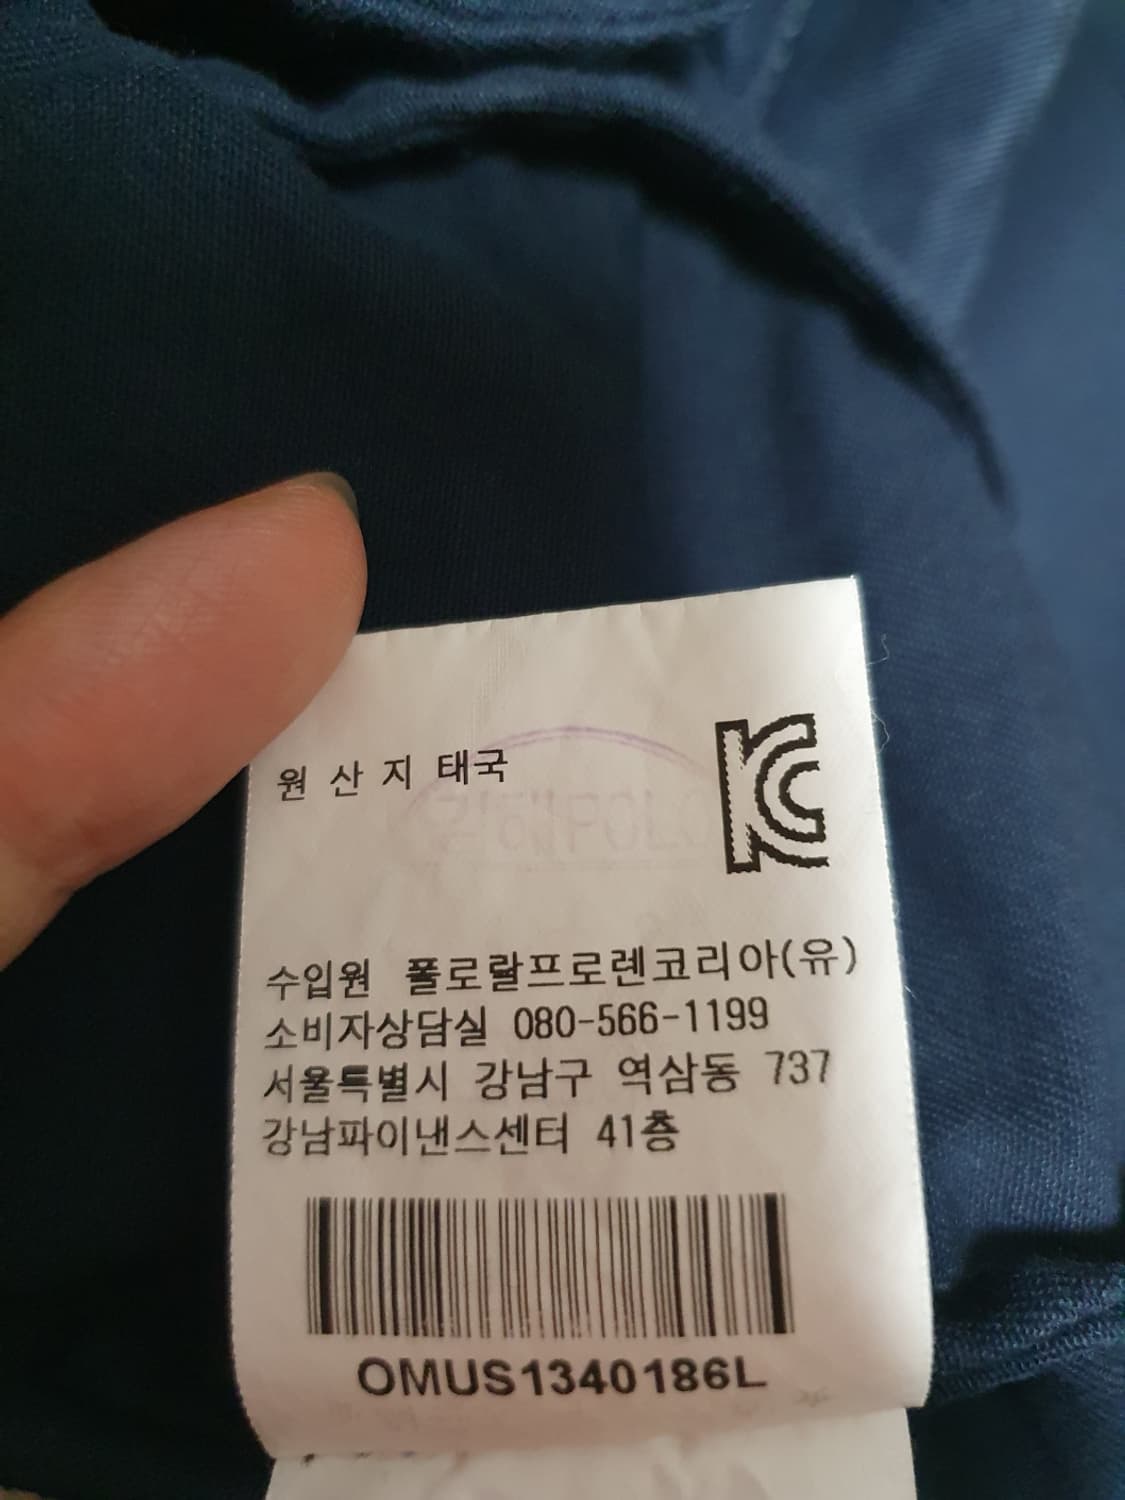 원 산 지 태국
KC
수입원 폴로랄프로렌코리아(유)
소비자상담실 080-566-1199
서울특별시 강남구 역삼동 737
강남파이낸스센터 41층
OMUS1340186L